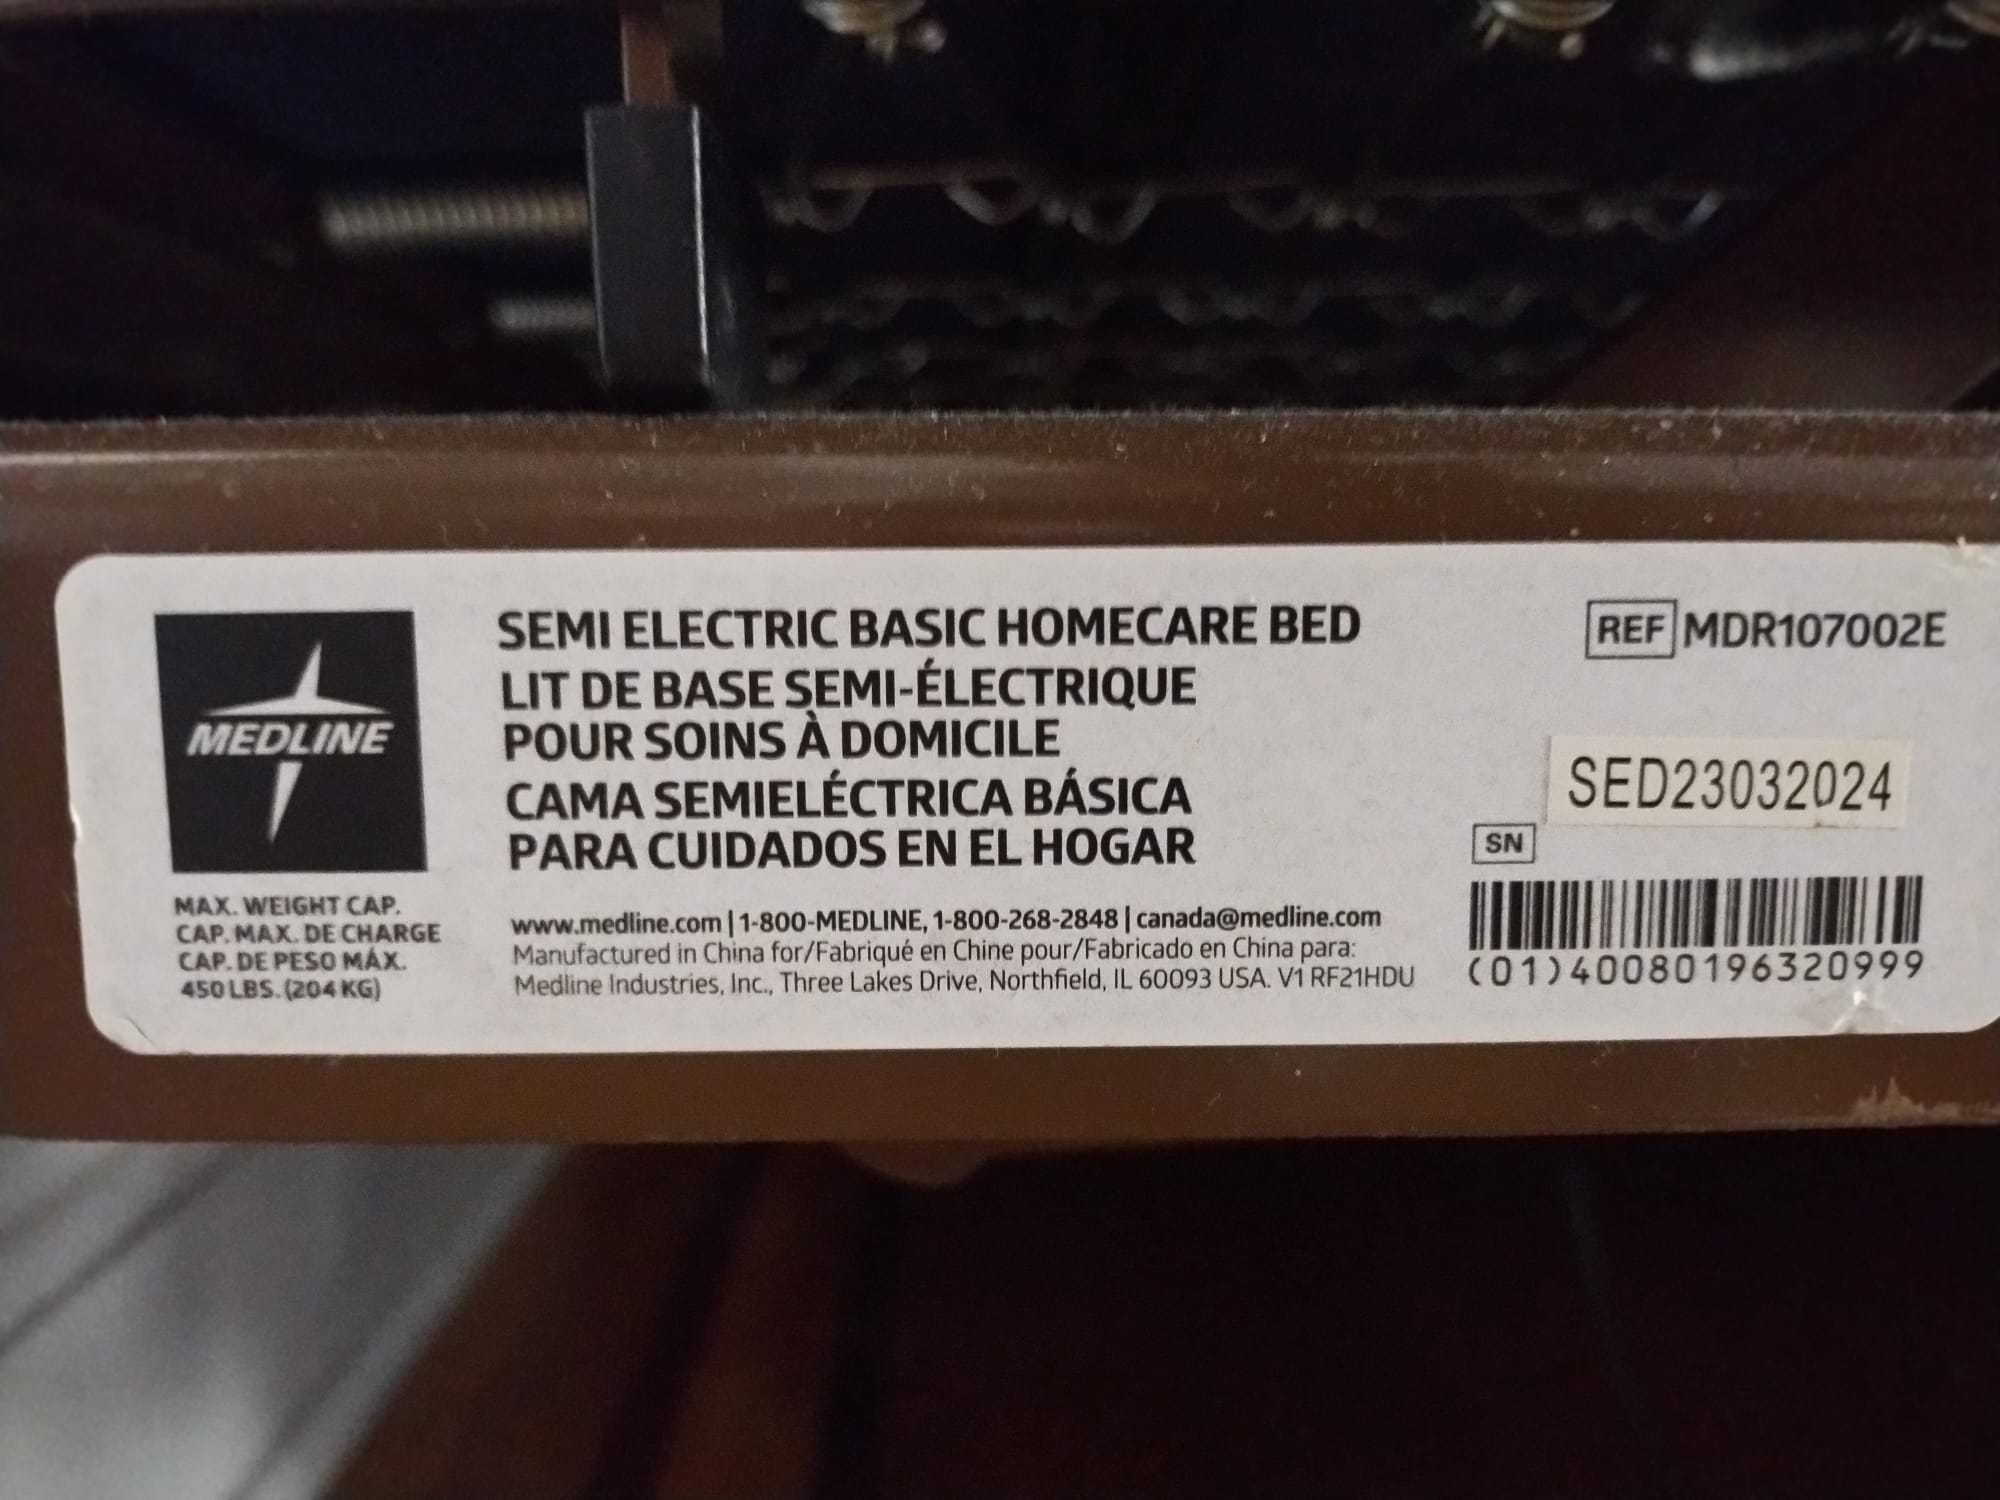 MEDLINE
MAX. WEIGHT CAP.
CAP. MAX. DE CHARGE
CAP. DE PESO MÁX.
450 LBS. (204 KG)
SEMI ELECTRIC BASIC HOMECARE BED
LIT DE BASE SEMI-ÉLECTRIQUE
POUR SOINS À DOMICILE
CAMA SEMIELÉCTRICA BÁSICA
PARA CUIDADOS EN EL HOGAR
www.medline.com | 1-800-MEDLINE, 1-800-268-2848 | canada@medline.com
Manufactured in China for/Fabriqué en Chine pour/Fabricado en China para:
Medline Industries, Inc., Three Lakes Drive, Northfield, IL 60093 USA. V1 RF21HDU
REF MDR107002E
SED23032024
SN
(01)40080196320999